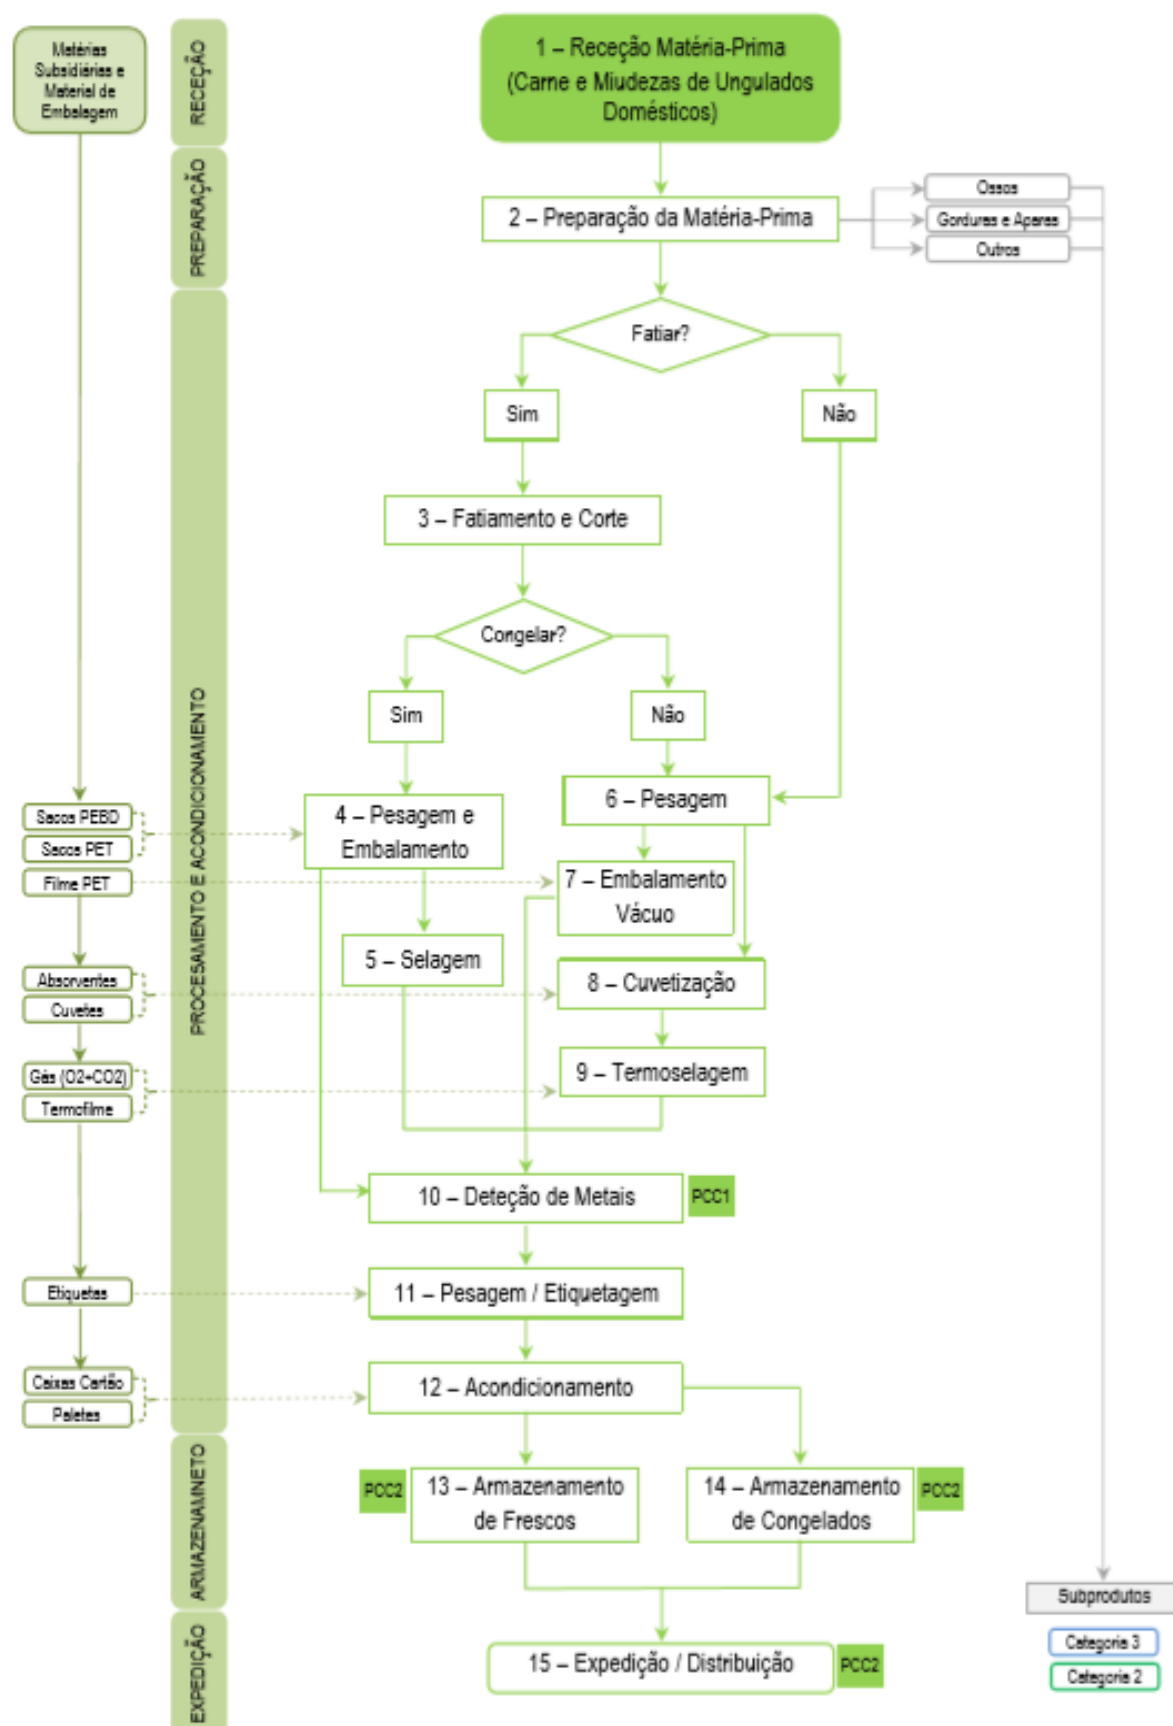 Matérias
Subsidiárias e
Material de
Embalagem
RECEÇÃO
1 – Receção Matéria-Prima
(Carne e Miudezas de Ungulados
Domésticos)
PREPARAÇÃO
2 – Preparação da Matéria-Prima
Ossos
Gorduras e Aparas
Outros
PROCESAMENTO E ACONDICIONAMENTO
Fatiar?
Sim
Não
3 – Fatiamento e Corte
Congelar?
Sim
Não
Sacos PEBD
Sacos PET
Filme PET
4 – Pesagem e
Embalamento
6 – Pesagem
7 – Embalamento
Vácuo
5 – Selagem
Absorventes
Cuvetes
8 – Cuvetização
Gás (O2+CO2)
Termofilme
9 – Termoselagem
10 – Deteção de Metais
PCC1
Etiquetas
11 – Pesagem / Etiquetagem
Caixas Cartão
Paletes
12 – Acondicionamento
ARMAZENAMNETO
PCC2
13 – Armazenamento
de Frescos
14 – Armazenamento
de Congelados
PCC2
EXPEDIÇÃO
15 – Expedição / Distribuição
PCC2
Subprodutos
Categoria 3
Categoria 2